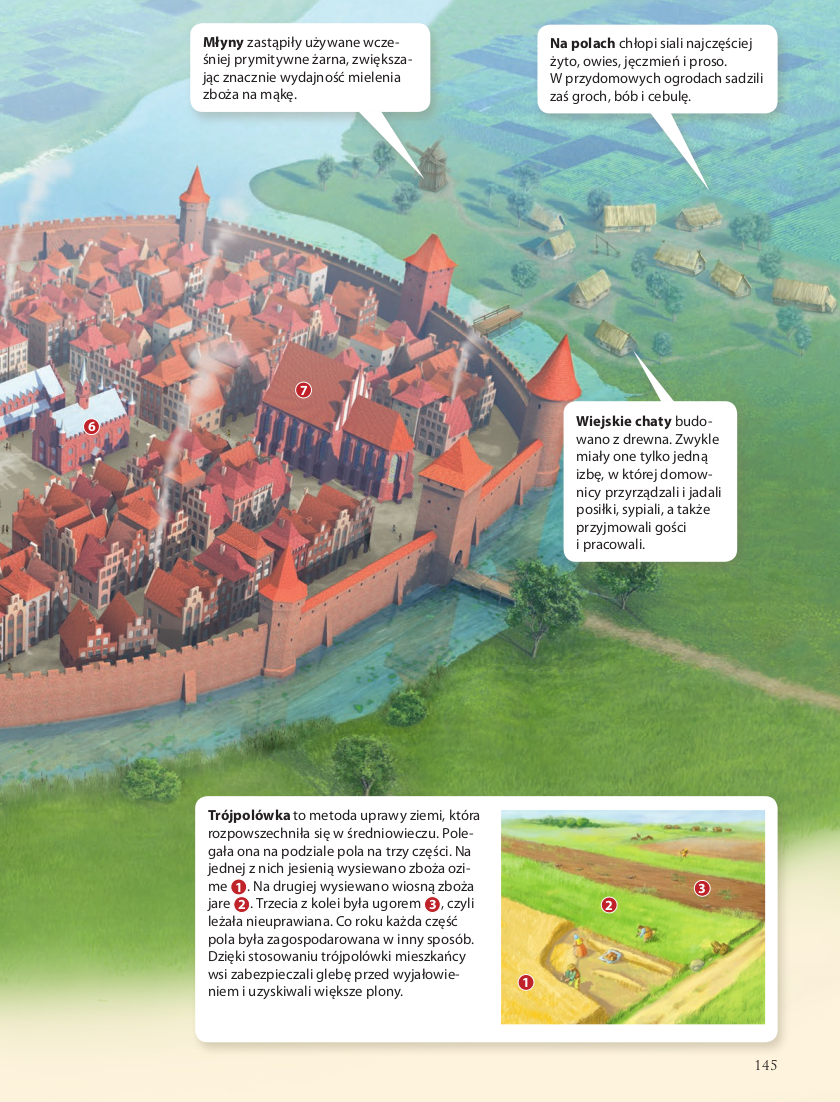 Młyny zastąpiły używane wcze-
śniej prymitywne żarna, zwiększa-
jąc znacznie wydajność mielenia
zboża na mąkę.
Na polach chłopi siali najczęściej
żyto, owies, jęczmień i proso.
W przydomowych ogrodach sadzili
zaś groch, bób i cebulę.
7
6
Wiejskie chaty budo-
wano z drewna. Zwykle
miały one tylko jedną
izbę, w której domow-
nicy przyrządzali i jadali
posiłki, sypiali, a także
przyjmowali gości
i pracowali.
Trójpolówka to metoda uprawy ziemi, która
rozpowszechniła się w średniowieczu. Pole-
gała ona na podziale pola na trzy części. Na
jednej z nich jesienią wysiewano zboża ozi-
me 1. Na drugiej wysiewano wiosną zboża
jare 2. Trzecia z kolei była ugorem 3, czyli
leżała nieuprawiana. Co roku każda część
pola była zagospodarowana w inny sposób.
Dzięki stosowaniu trójpolówki mieszkańcy
wsi zabezpieczali glebę przed wyjałowie-
niem i uzyskiwali większe plony.
3
2
1
145